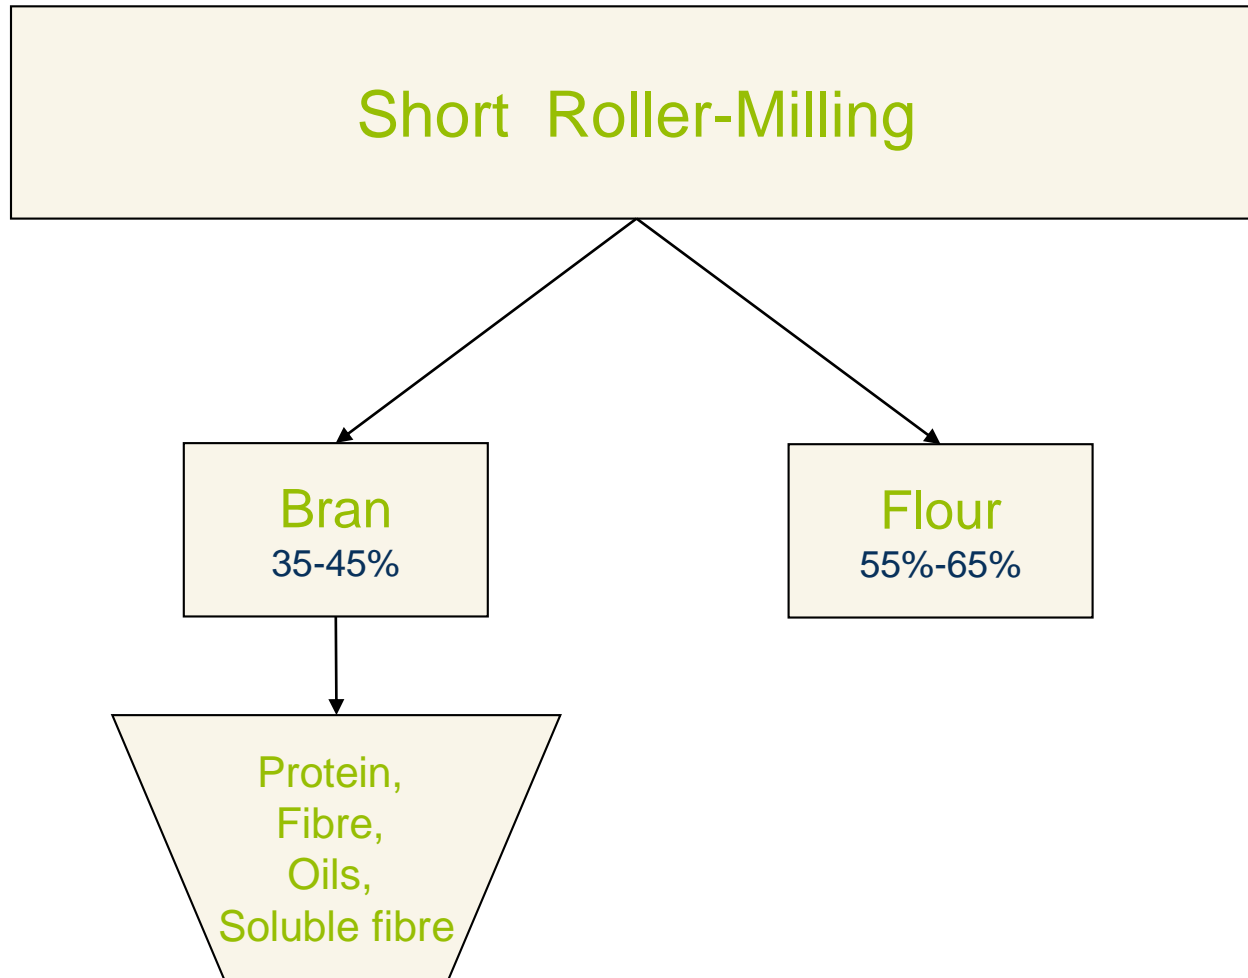 Short Roller-Milling
Bran
35-45%
Flour
55%-65%
Protein,
Fibre,
Oils,
Soluble fibre